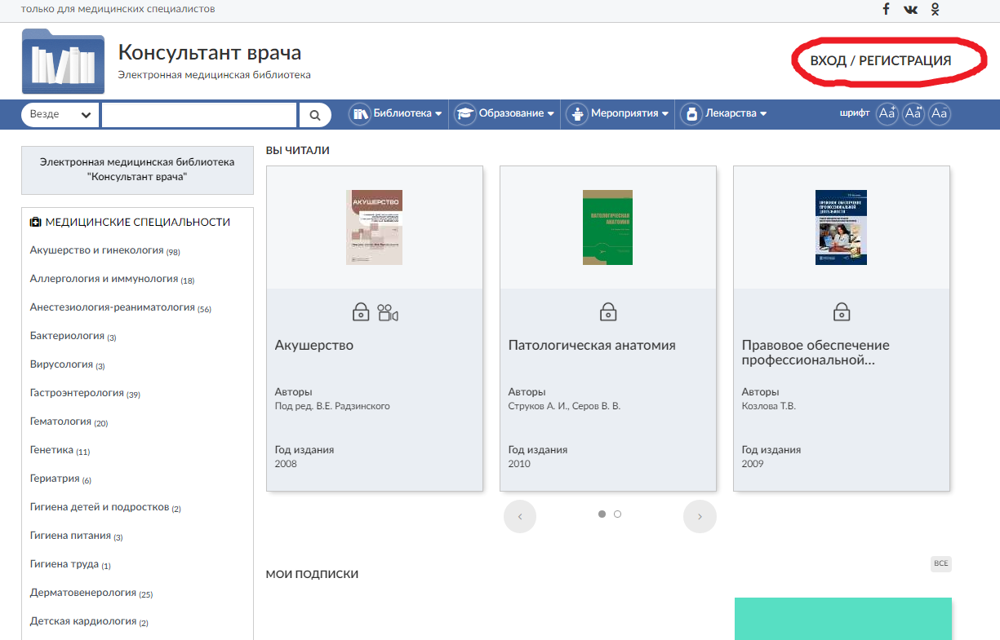 только для медицинских специалистов
Консультант врача
Электронная медицинская библиотека
ВХОД / РЕГИСТРАЦИЯ
Везде
Библиотека
Образование
Мероприятия
Лекарства
шрифт Aa+ Aa Aa-
Электронная медицинская библиотека
"Консультант врача"
МЕДИЦИНСКИЕ СПЕЦИАЛЬНОСТИ
Акушерство и гинекология (98)
Аллергология и иммунология (18)
Анестезиология-реаниматология (56)
Бактериология (3)
Вирусология (3)
Гастроэнтерология (39)
Гематология (20)
Генетика (11)
Гериатрия (6)
Гигиена детей и подростков (2)
Гигиена питания (3)
Гигиена труда (1)
Дерматовенерология (25)
Детская кардиология (2)
ВЫ ЧИТАЛИ
АКУШЕРСТВО
Акушерство
Авторы
Под ред. В.Е. Радзинского
Год издания
2008
ПАТОЛОГИЧЕСКАЯ
АНАТОМИЯ
Патологическая анатомия
Авторы
Струков А. И., Серов В. В.
Год издания
2010
ПРАВОВОЕ ОБЕСПЕЧЕНИЕ
ПРОФЕССИОНАЛЬНОЙ
ДЕЯТЕЛЬНОСТИ
Правовое обеспечение
профессиональной...
Авторы
Козлова Т.В.
Год издания
2009
МОИ ПОДПИСКИ
ВСЕ